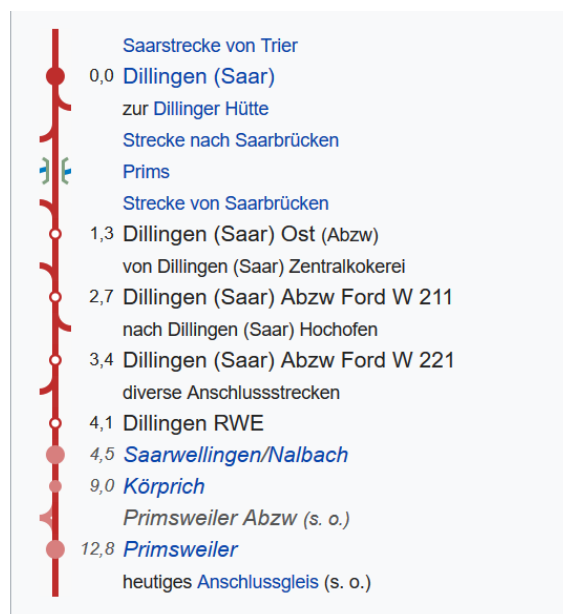 Saarstrecke von Trier
0,0 Dillingen (Saar)
zur Dillinger Hütte
Strecke nach Saarbrücken
Prims
Strecke von Saarbrücken
1,3 Dillingen (Saar) Ost (Abzw)
von Dillingen (Saar) Zentralkokerei
2,7 Dillingen (Saar) Abzw Ford W 211
nach Dillingen (Saar) Hochofen
3,4 Dillingen (Saar) Abzw Ford W 221
diverse Anschlussstrecken
4,1 Dillingen RWE
4,5 Saarwellingen/Nalbach
9,0 Körprich
Primsweiler Abzw (s. o.)
12,8 Primsweiler
heutiges Anschlussgleis (s. o.)